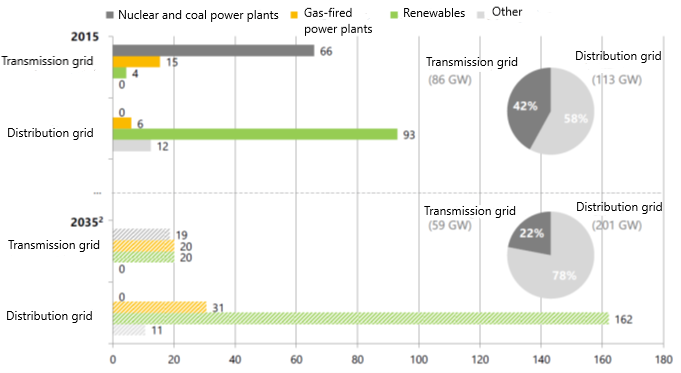 Nuclear and coal power plants Gas-fired power plants Renewables Other
2015
Transmission grid
66
15
4
0
Distribution grid
0
6
93
12
Transmission grid
(86 GW)
Distribution grid
(113 GW)
42%
58%
...
2035²
Transmission grid
19
20
20
0
Distribution grid
0
31
162
11
Transmission grid
(59 GW)
Distribution grid
(201 GW)
22%
78%
0 20 40 60 80 100 120 140 160 180